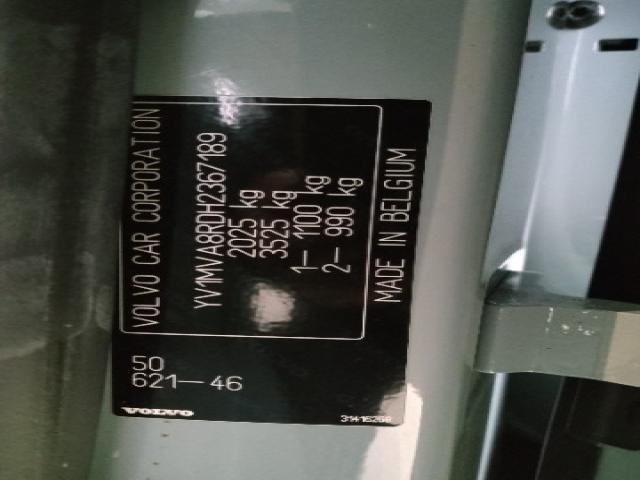 VOLVO CAR CORPORATION
YV1MVA8RDH2367189
2025 kg
3525 kg
1– 1100 kg
2– 990 kg
MADE IN BELGIUM
50
621–46
VOLVO
31416268